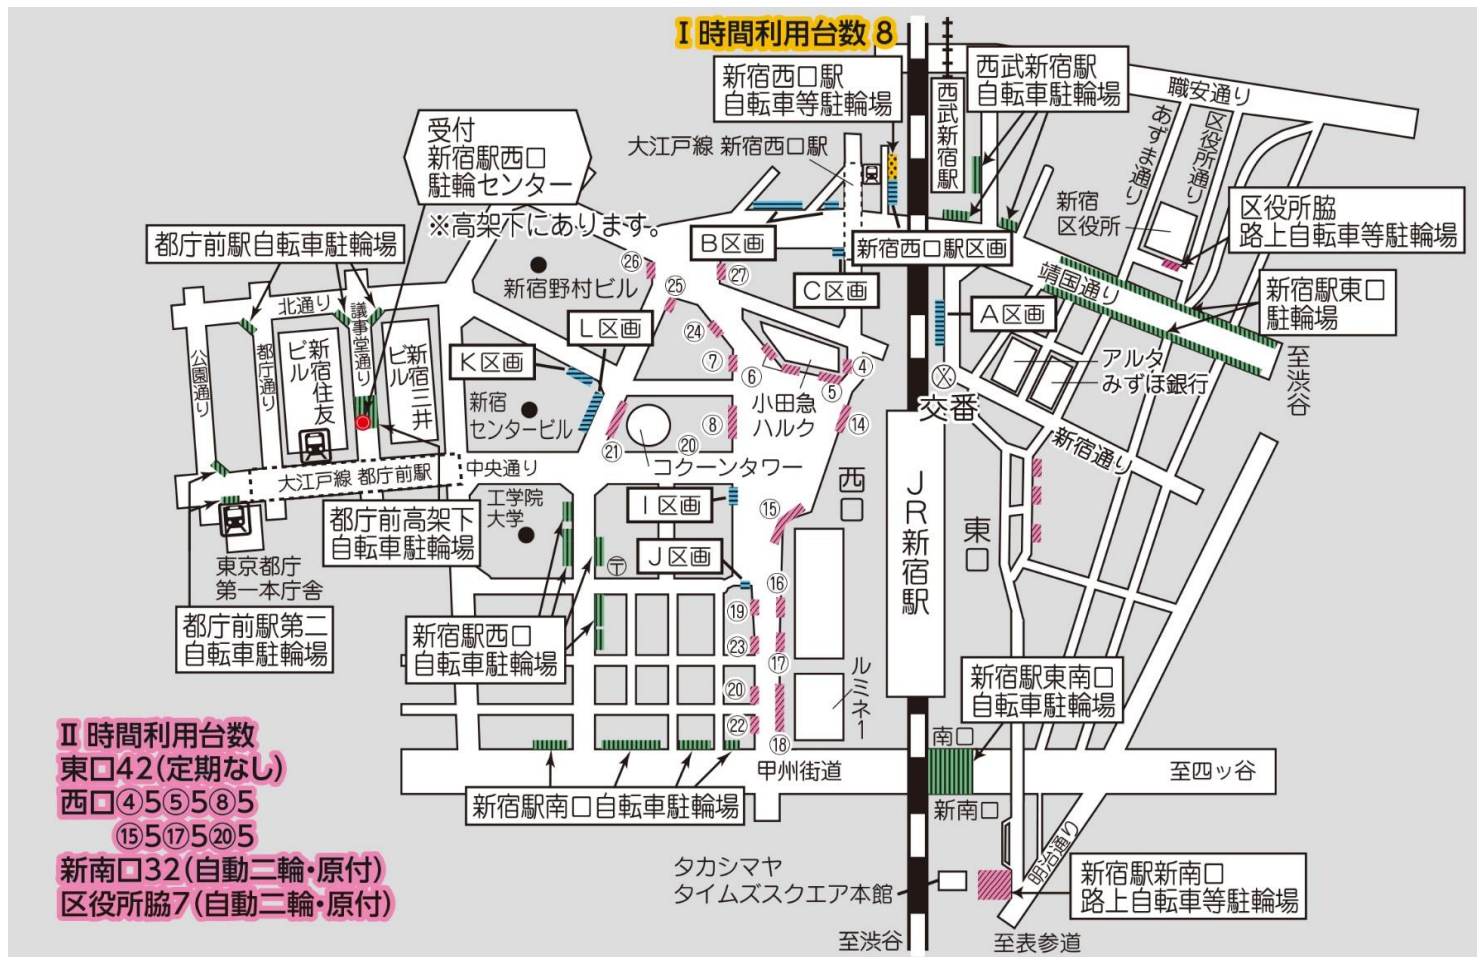 Ⅰ時間利用台数 8
新宿西口駅
自転車等駐輪場
西武新宿駅
自転車駐輪場
職安通り
あずま通り
区役所通り
西武新宿駅
大江戸線 新宿西口駅
受付
新宿駅西口
駐輪センター
※高架下にあります。
新宿
区役所
区役所脇
路上自転車等駐輪場
都庁前駅自転車駐輪場
B区画
新宿西口駅区画
C区画
靖国通り
新宿駅東口
駐輪場
北通り
議事堂通り
新宿野村ビル
㉖
㉗
㉕
㉔
L区画
A区画
至渋谷
公園通り
都庁通り
新宿住友
ビル
新宿三井
ビル
K区画
⑦
⑥
④
⑤
アルタ
みずほ銀行
交番
新宿
センタービル
小田急
ハルク
⑧
⑭
㉑
⑳
コクーンタワー
新宿通り
大江戸線 都庁前駅
中央通り
西口
JR新宿駅
東口
工学院
大学
I区画
⑮
都庁前高架下
自転車駐輪場
〒
J区画
東京都庁
第一本庁舎
⑯
⑲
都庁前駅第二
自転車駐輪場
新宿駅西口
自転車駐輪場
㉓
⑰
ルミネ1
新宿駅東南口
自転車駐輪場
⑳
㉒
⑱
南口
甲州街道
至四ッ谷
新宿駅南口自転車駐輪場
新南口
明治通り
Ⅱ時間利用台数
東口42(定期なし)
西口④5⑤5⑧5
⑮5⑰5⑳5
新南口32(自動二輪・原付)
区役所脇7(自動二輪・原付)
タカシマヤ
タイムズスクエア本館
新宿駅新南口
路上自転車等駐輪場
至渋谷
至表参道